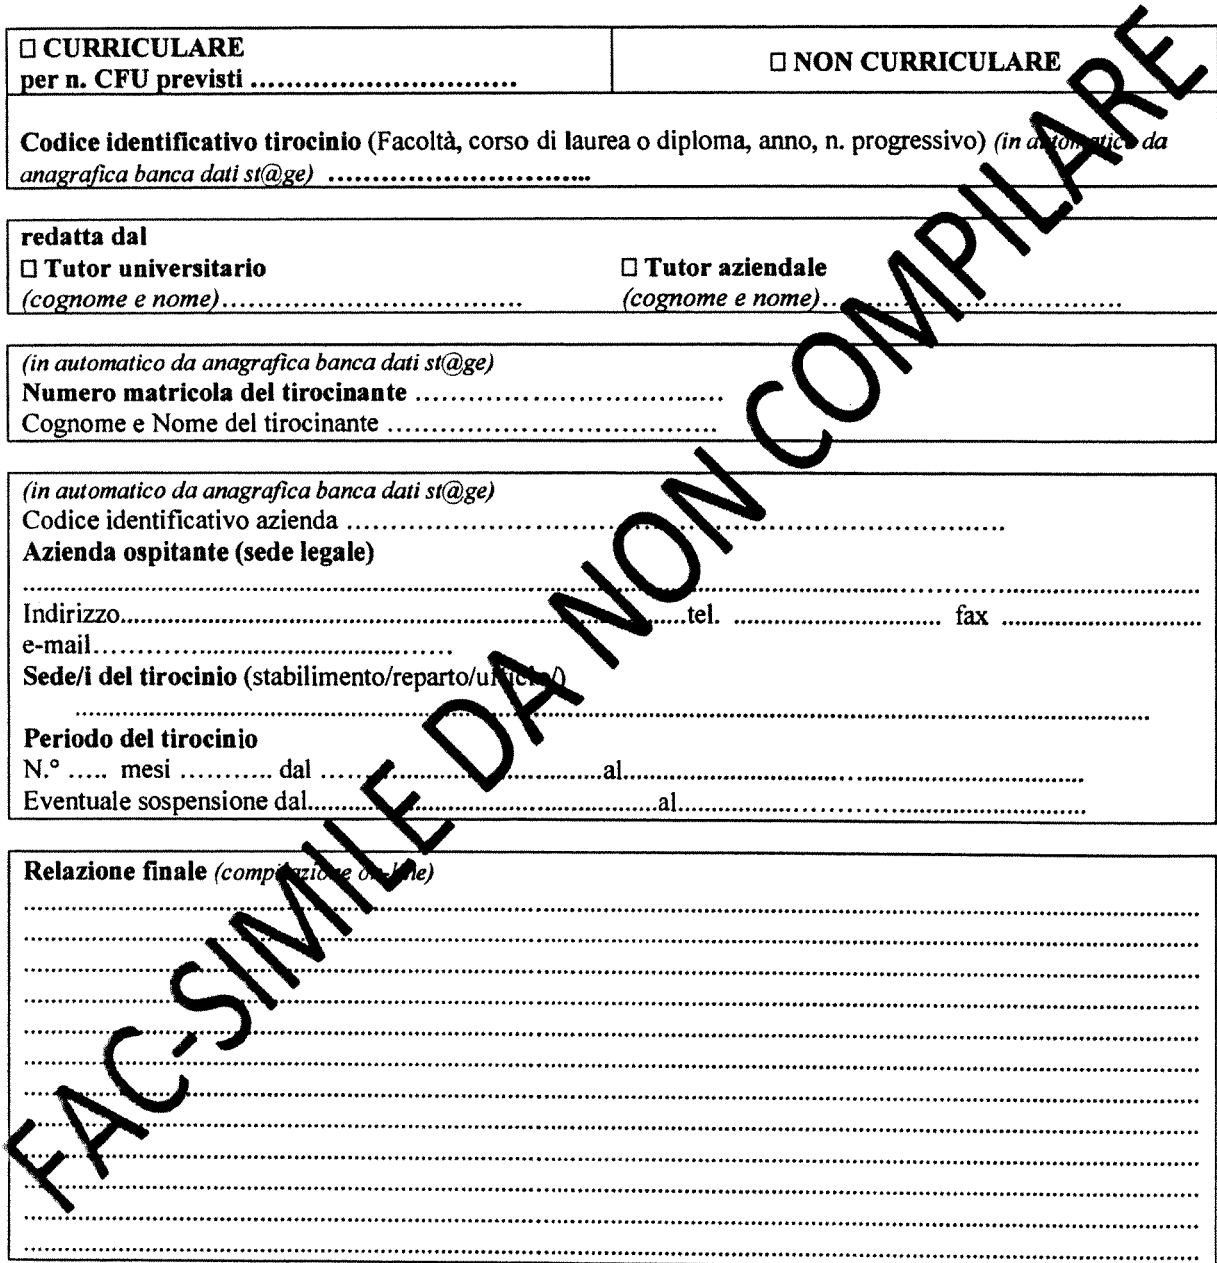 □ CURRICULARE
per n. CFU previsti ..............................
□ NON CURRICULARE
Codice identificativo tirocinio (Facoltà, corso di laurea o diploma, anno, n. progressivo) (in automatico da
anagrafica banca dati st@ge) ..............................
redatta dal
□ Tutor universitario
□ Tutor aziendale
(cognome e nome)..............................
(cognome e nome)..............................
(in automatico da anagrafica banca dati st@ge)
Numero matricola del tirocinante ..............................
Cognome e Nome del tirocinante ..............................
(in automatico da anagrafica banca dati st@ge)
Codice identificativo azienda ..............................
Azienda ospitante (sede legale)
..............................
Indirizzo..............................tel. .............................. fax ..............................
e-mail..............................
Sede/i del tirocinio (stabilimento/reparto/ufficio/)
..............................
Periodo del tirocinio
N.° ..... mesi .......... dal ..............................al..............................
Eventuale sospensione dal..............................al..............................
Relazione finale (compilazione on-line)
FAC-SIMILE DA NON COMPILARE